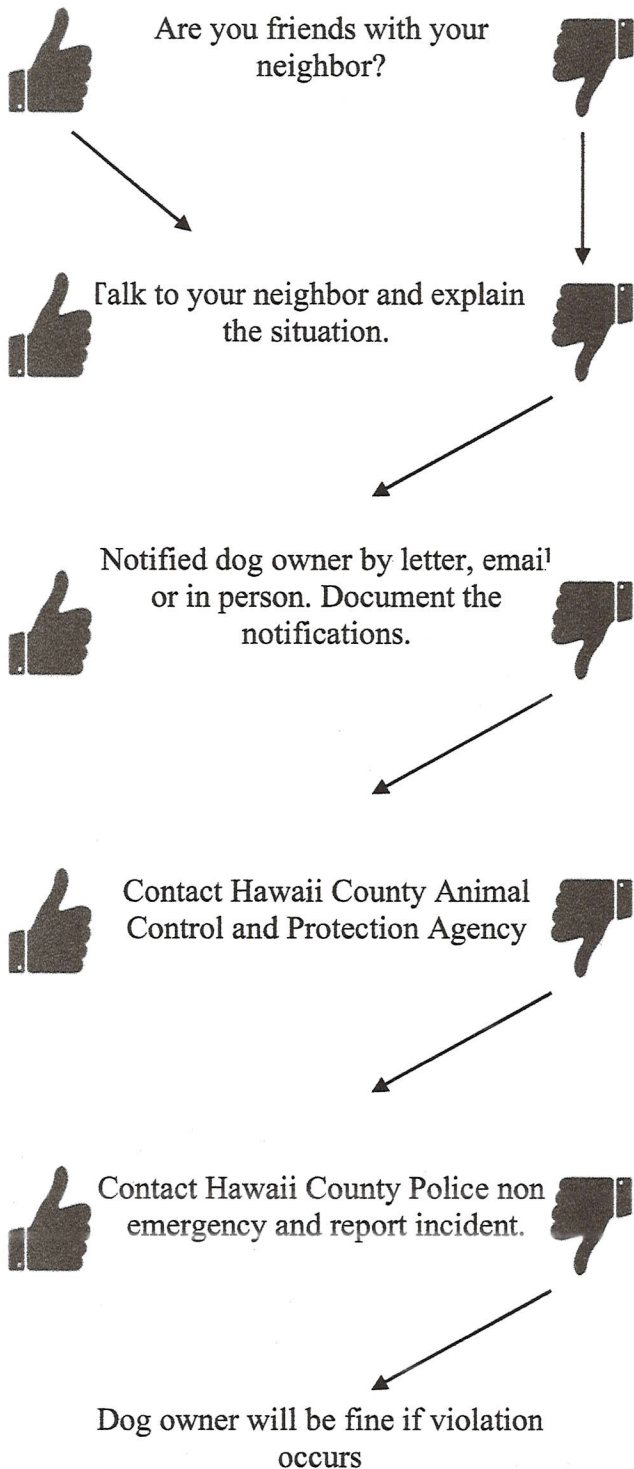 Are you friends with your
neighbor?
Talk to your neighbor and explain
the situation.
Notified dog owner by letter, email
or in person. Document the
notifications.
Contact Hawaii County Animal
Control and Protection Agency
Contact Hawaii County Police non
emergency and report incident.
Dog owner will be fine if violation
occurs